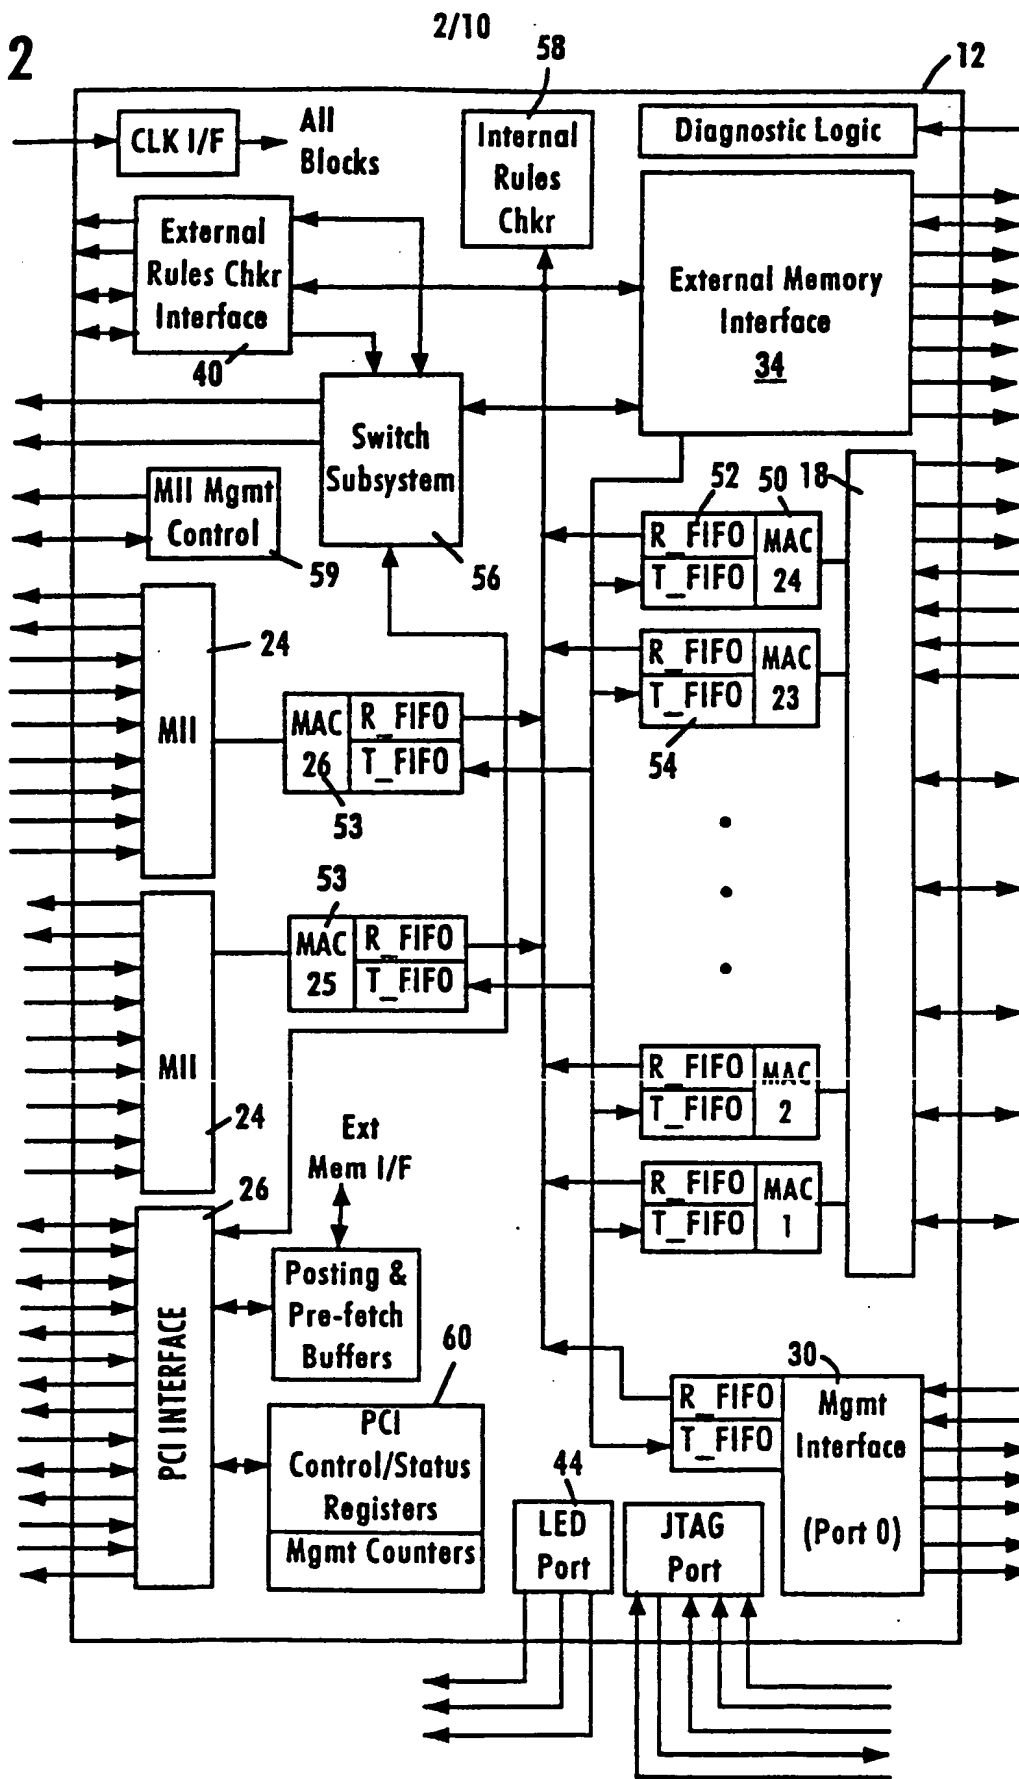 2/10
2
58
12
CLK I/F
All
Blocks
Internal
Rules
Chkr
Diagnostic Logic
External
Rules Chkr
Interface
40
External Memory
Interface
34
Switch
Subsystem
56
MII Mgmt
Control
59
52
50
18
R_FIFO
T_FIFO
MAC
24
R_FIFO
T_FIFO
MAC
23
54
24
MII
MAC
26
R_FIFO
T_FIFO
53
53
MAC
25
R_FIFO
T_FIFO
MII
24
R_FIFO
T_FIFO
MAC
2
R_FIFO
T_FIFO
MAC
1
Ext
Mem I/F
26
PCI INTERFACE
Posting &
Pre-fetch
Buffers
60
PCI
Control/Status
Registers
Mgmt Counters
30
R_FIFO
T_FIFO
Mgmt
Interface
(Port 0)
44
LED
Port
JTAG
Port